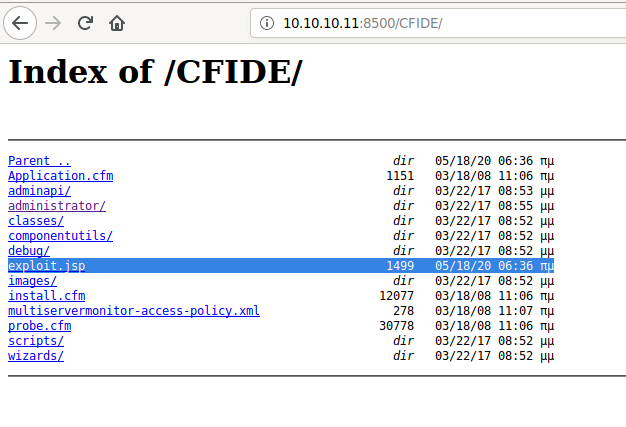 10.10.10.11:8500/CFIDE/
Index of /CFIDE/
Parent .. dir 05/18/20 06:36 πμ
Application.cfm 1151 03/18/08 11:06 πμ
adminapi/ dir 03/22/17 08:53 μμ
administrator/ dir 03/22/17 08:55 μμ
classes/ dir 03/22/17 08:52 μμ
componentutils/ dir 03/22/17 08:52 μμ
debug/ dir 03/22/17 08:52 μμ
exploit.jsp 1499 05/18/20 06:36 πμ
images/ dir 03/22/17 08:52 μμ
install.cfm 12077 03/18/08 11:06 πμ
multiservermonitor-access-policy.xml 278 03/18/08 11:07 πμ
probe.cfm 30778 03/18/08 11:06 πμ
scripts/ dir 03/22/17 08:52 μμ
wizards/ dir 03/22/17 08:52 μμ